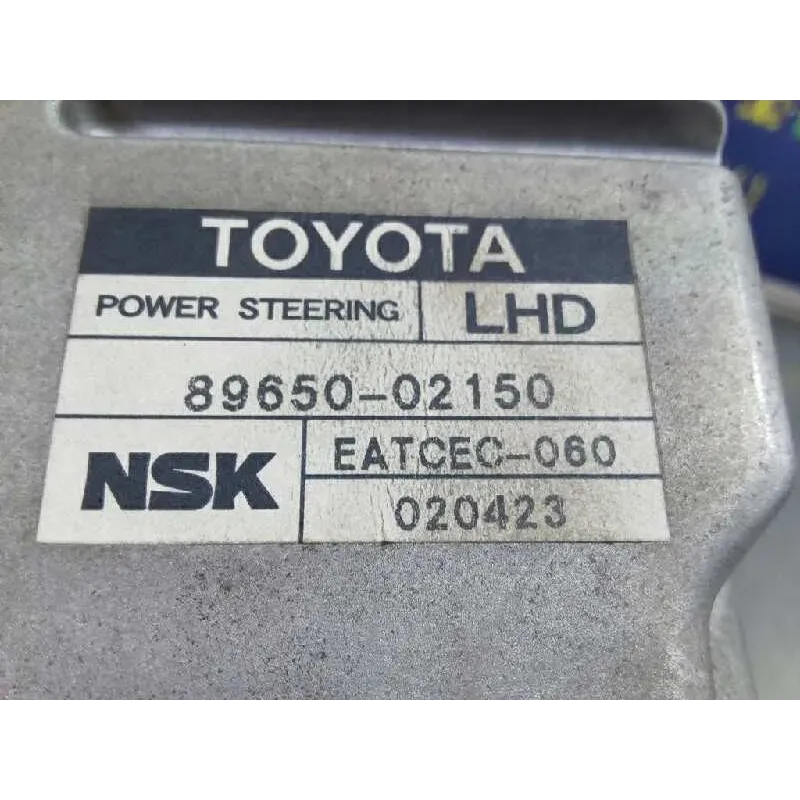 TOYOTA
POWER STEERING LHD
89650-02150
NSK EATCEC-060
020423